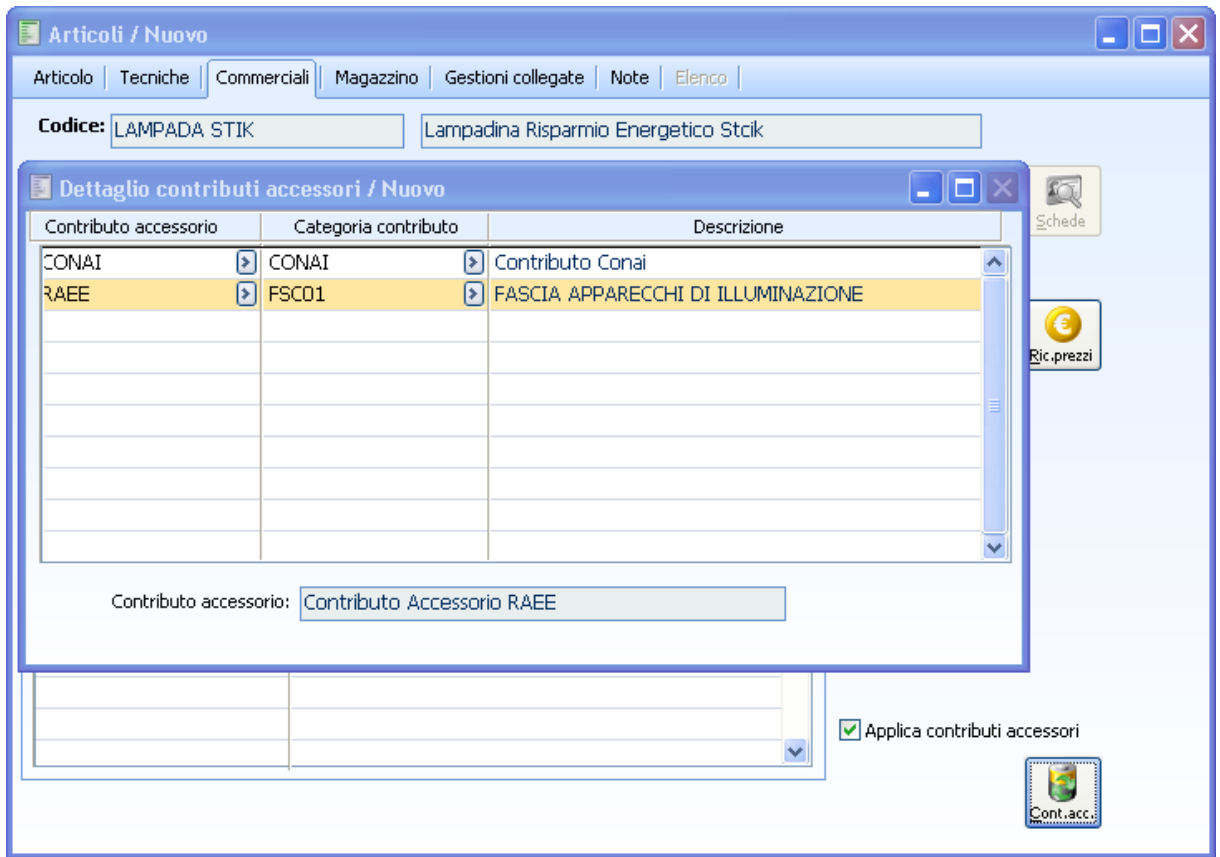 Articoli / Nuovo
Articolo Tecniche Commerciali Magazzino Gestioni collegate Note Elenco
Codice: LAMPADA STIK Lampadina Risparmio Energetico Stcik
Dettaglio contributi accessori / Nuovo
Schede
Contributo accessorio Categoria contributo Descrizione
CONAI CONAI Contributo Conai
RAEE FSC01 FASCIA APPARECCHI DI ILLUMINAZIONE
Ric.prezzi
Contributo accessorio: Contributo Accessorio RAEE
Applica contributi accessori
Cont.acc.